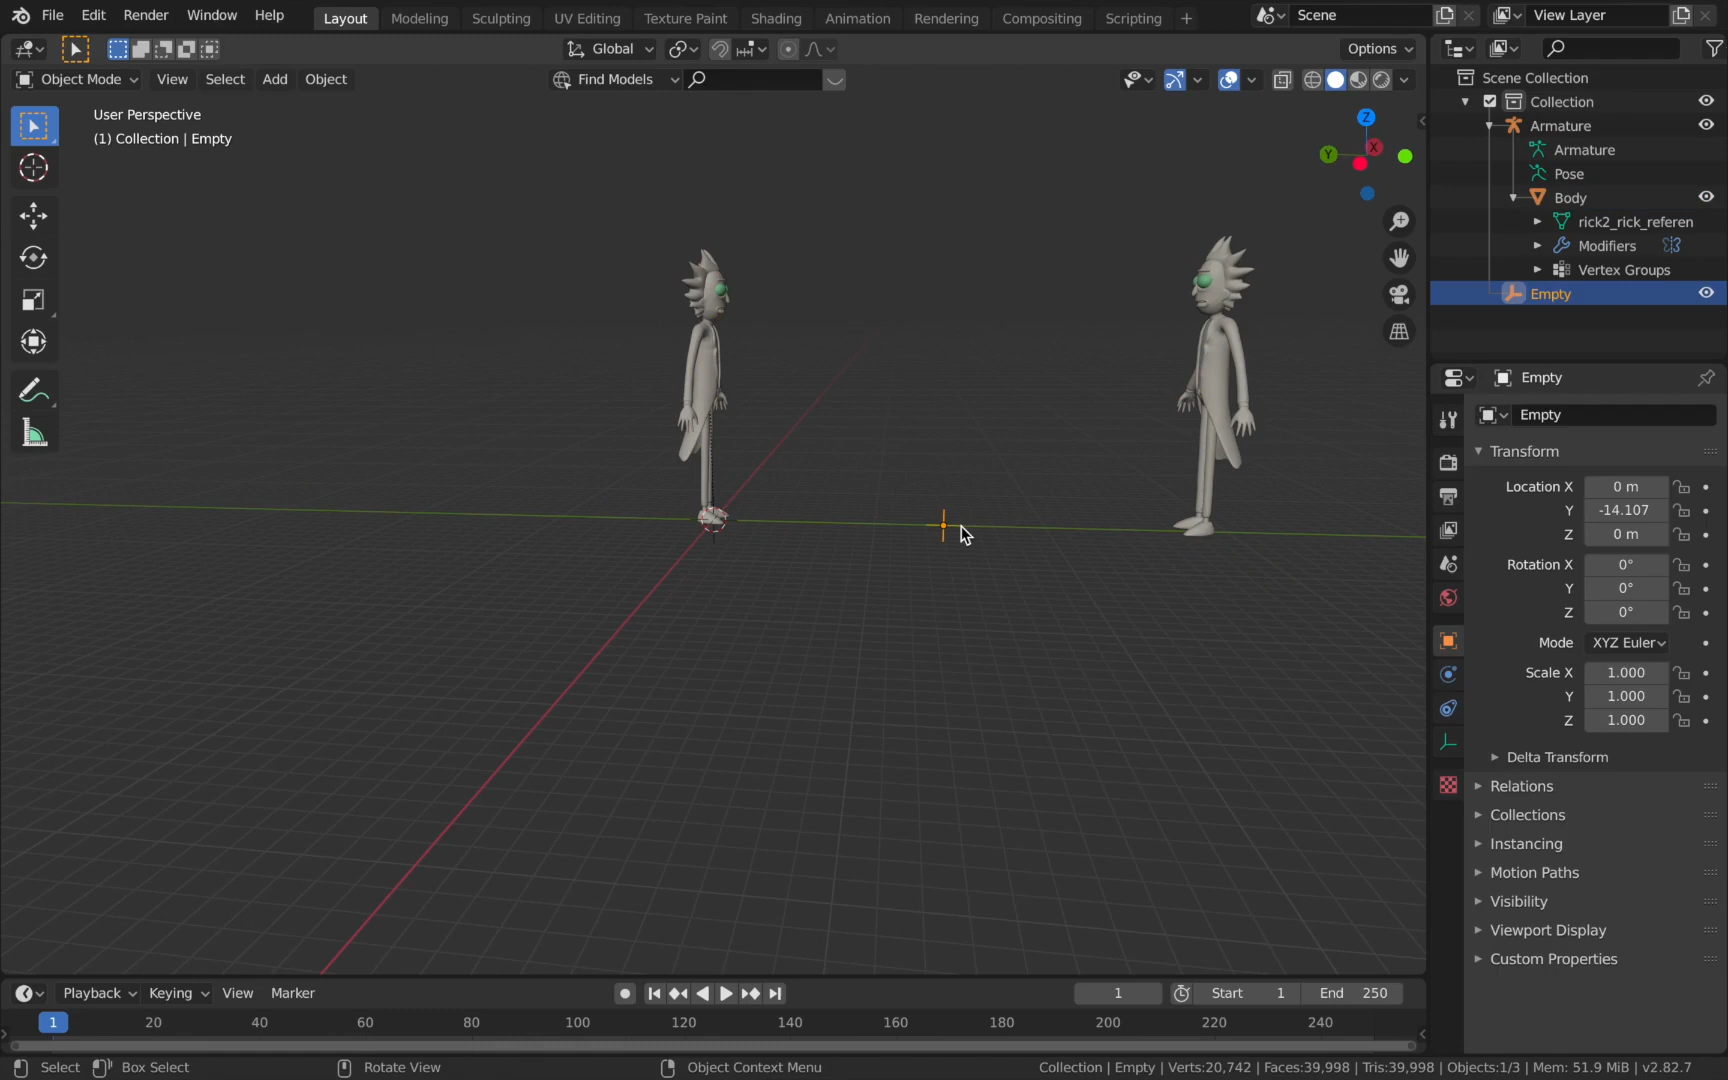 File Edit Render Window Help Layout Modeling Sculpting UV Editing Texture Paint Shading Animation Rendering Compositing Scripting + Scene View Layer
Global Options
Object Mode View Select Add Object Find Models
User Perspective
(1) Collection | Empty
Z
Y
X
Scene Collection
Collection
Armature
Armature
Pose
Body
rick2_rick_referen
Modifiers
Vertex Groups
Empty
Empty
Empty
Transform
Location X 0 m
Y -14.107
Z 0 m
Rotation X 0°
Y 0°
Z 0°
Mode XYZ Euler
Scale X 1.000
Y 1.000
Z 1.000
Delta Transform
Relations
Collections
Instancing
Motion Paths
Visibility
Viewport Display
Custom Properties
Playback Keying View Marker 1 Start 1 End 250
1 20 40 60 80 100 120 140 160 180 200 220 240
Select Box Select Rotate View Object Context Menu Collection | Empty | Verts:20,742 | Faces:39,998 | Tris:39,998 | Objects:1/3 | Mem: 51.9 MiB | v2.82.7